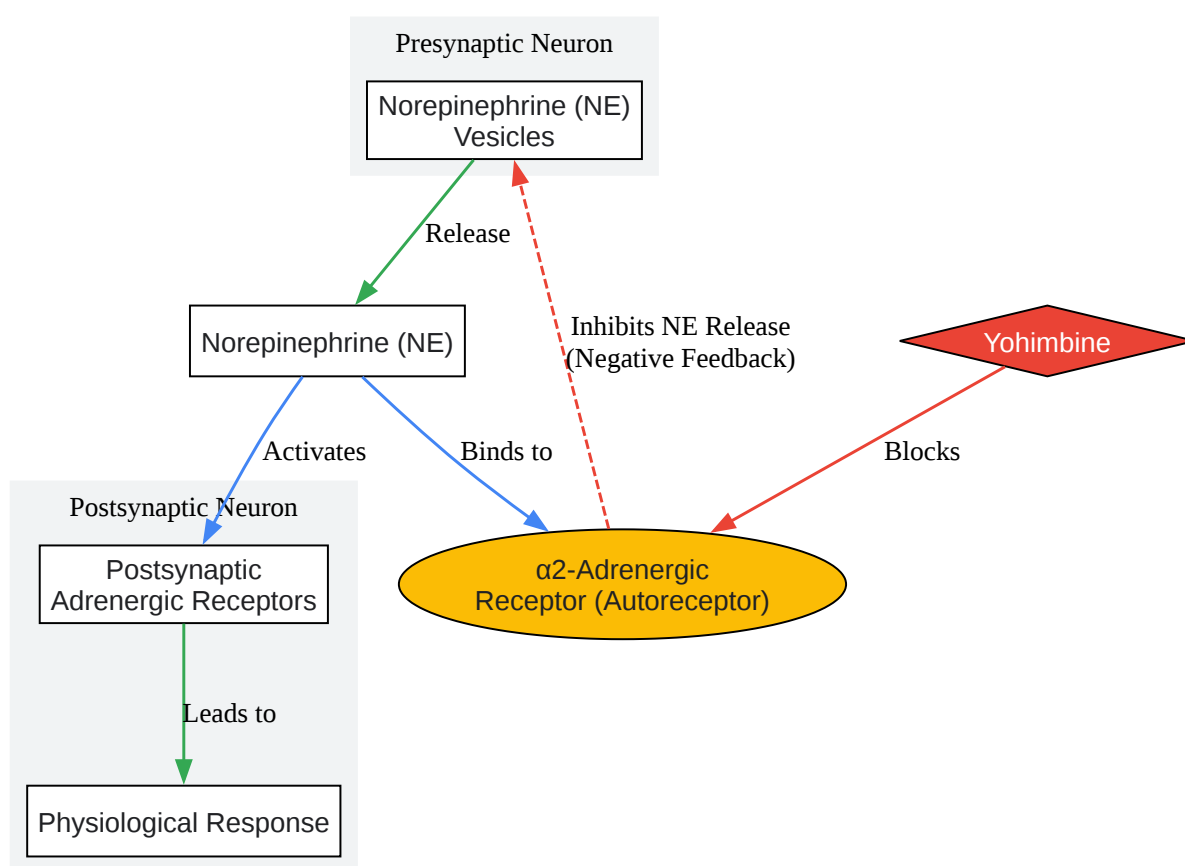 Presynaptic Neuron
Norepinephrine (NE)
Vesicles
Release
Norepinephrine (NE)
Inhibits NE Release
(Negative Feedback)
Yohimbine
Activates
Binds to
Blocks
Postsynaptic Neuron
Postsynaptic
Adrenergic Receptors
α2-Adrenergic
Receptor (Autoreceptor)
Leads to
Physiological Response